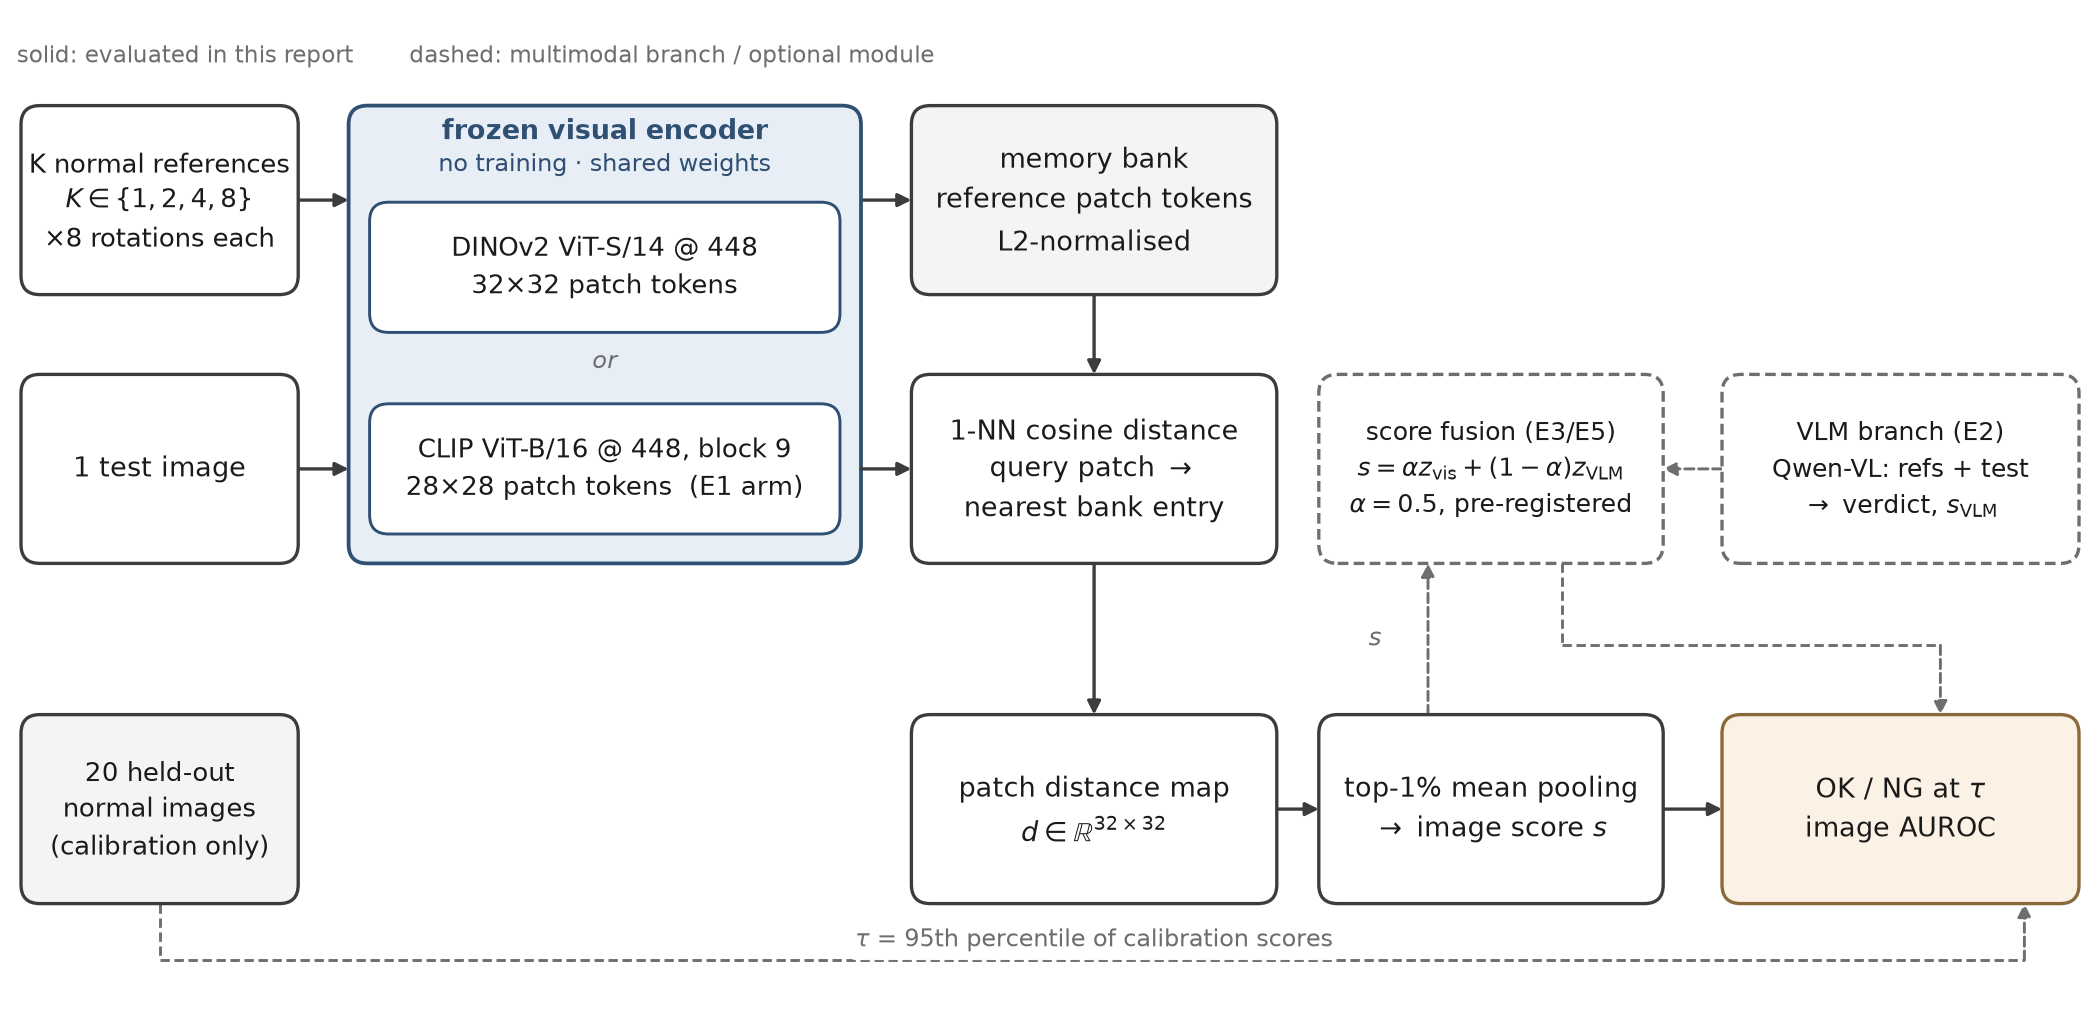 solid: evaluated in this report
dashed: multimodal branch / optional module
K normal references
K ∈ {1, 2, 4, 8}
×8 rotations each
frozen visual encoder
no training · shared weights
DINOv2 ViT-S/14 @ 448
32×32 patch tokens
or
CLIP ViT-B/16 @ 448, block 9
28×28 patch tokens (E1 arm)
memory bank
reference patch tokens
L2-normalised
1 test image
1-NN cosine distance
query patch →
nearest bank entry
score fusion (E3/E5)
s = αz_vis + (1 − α)z_VLM
α = 0.5, pre-registered
VLM branch (E2)
Qwen-VL: refs + test
→ verdict, s_VLM
s
20 held-out
normal images
(calibration only)
patch distance map
d ∈ ℝ^32 × 32
top-1% mean pooling
→ image score s
OK / NG at τ
image AUROC
τ = 95th percentile of calibration scores